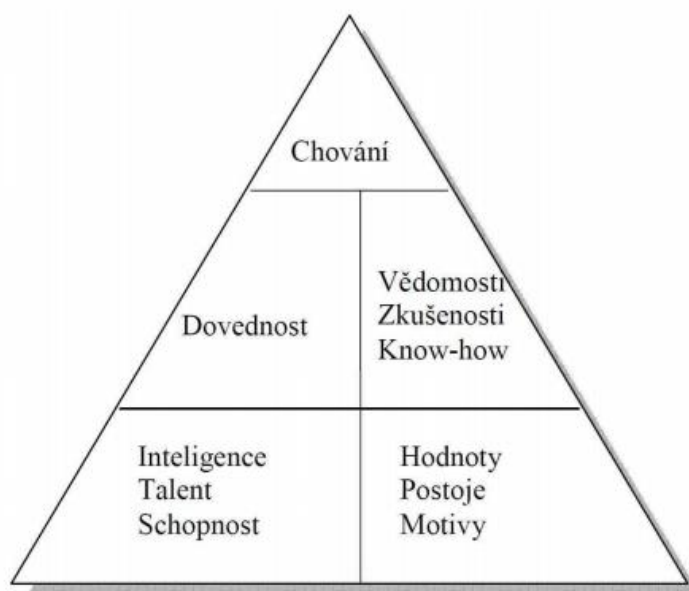 Chování
Dovednost
Vědomosti
Zkušenosti
Know-how
Inteligence
Talent
Schopnost
Hodnoty
Postoje
Motivy